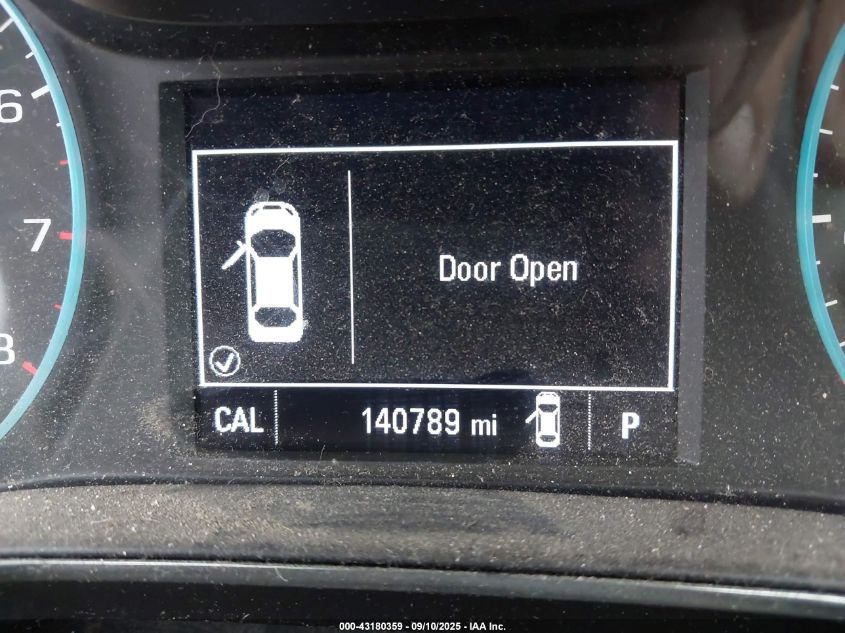 6
7
8
Door Open
CAL 140789 mi P
000-43180359 - 09/10/2025 - IAA Inc.